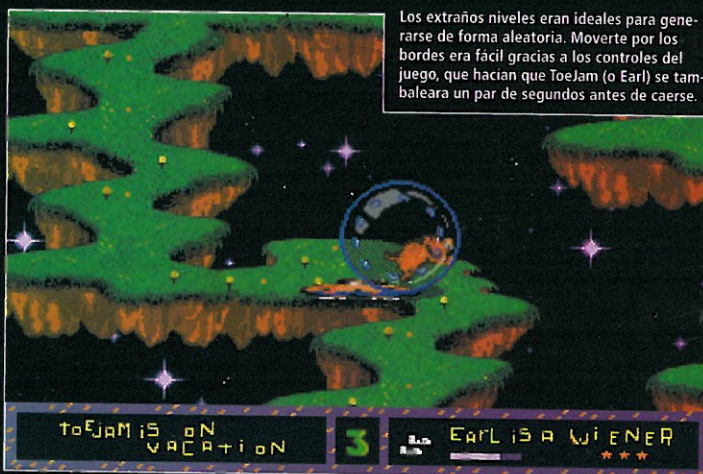 Los extraños niveles eran ideales para gene-
rarse de forma aleatoria. Moverte por los
bordes era fácil gracias a los controles del
juego, que hacían que ToeJam (o Earl) se tam-
baleara un par de segundos antes de caerse.
toEjaM iS oN
VACAtioN
3
EArL iS A WiENER